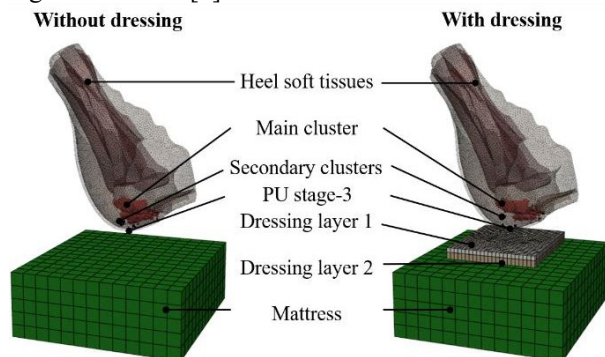 Without dressing
With dressing
Heel soft tissues
Main cluster
Secondary clusters
PU stage-3
Dressing layer 1
Dressing layer 2
Mattress